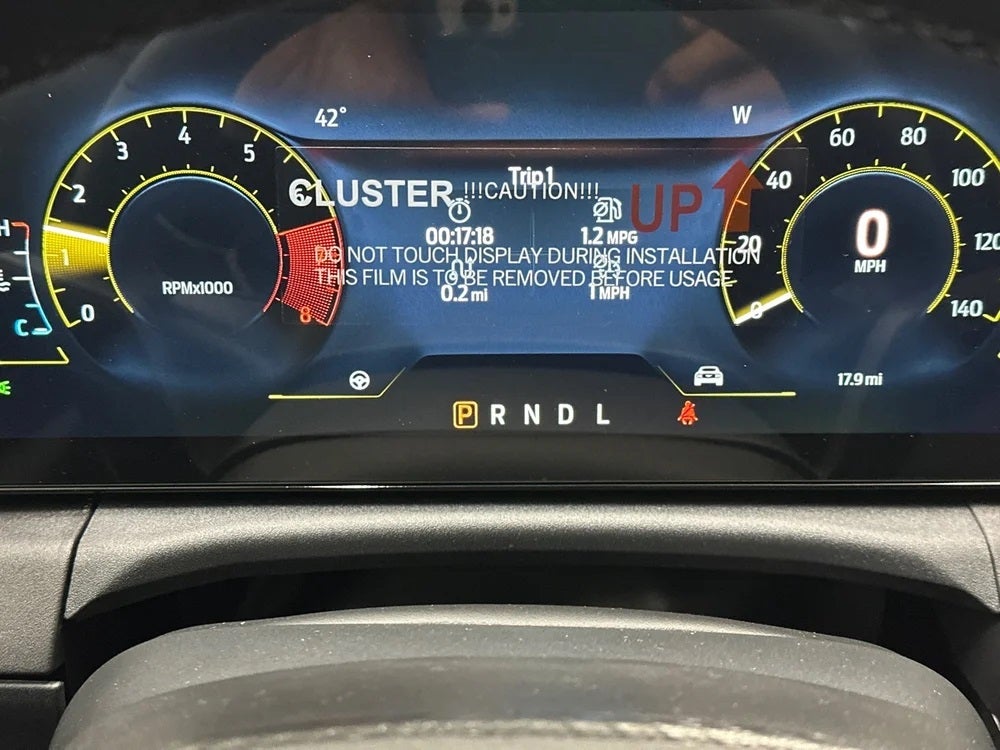 42° W
3 4 5 6
2
1
0
RPMx1000
8
H
C
CLUSTER !!!CAUTION!!! UP
DO NOT TOUCH DISPLAY DURING INSTALLATION
THIS FILM IS TO BE REMOVED BEFORE USAGE
Trip 1
00:17:18 1.2 MPG
0.2 mi 1 MPH
60 80
40 100
20 120
0 140
0
MPH
17.9 mi
P R N D L